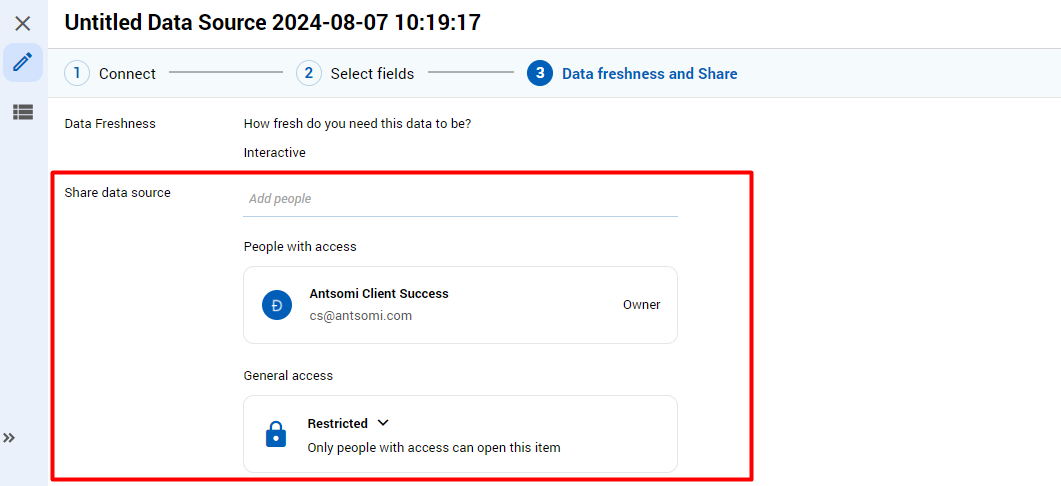 Untitled Data Source 2024-08-07 10:19:17
1 Connect 2 Select fields 3 Data freshness and Share
Data Freshness How fresh do you need this data to be?
Interactive
Share data source Add people
People with access
Đ Antsomi Client Success Owner
cs@antsomi.com
General access
Restricted
Only people with access can open this item